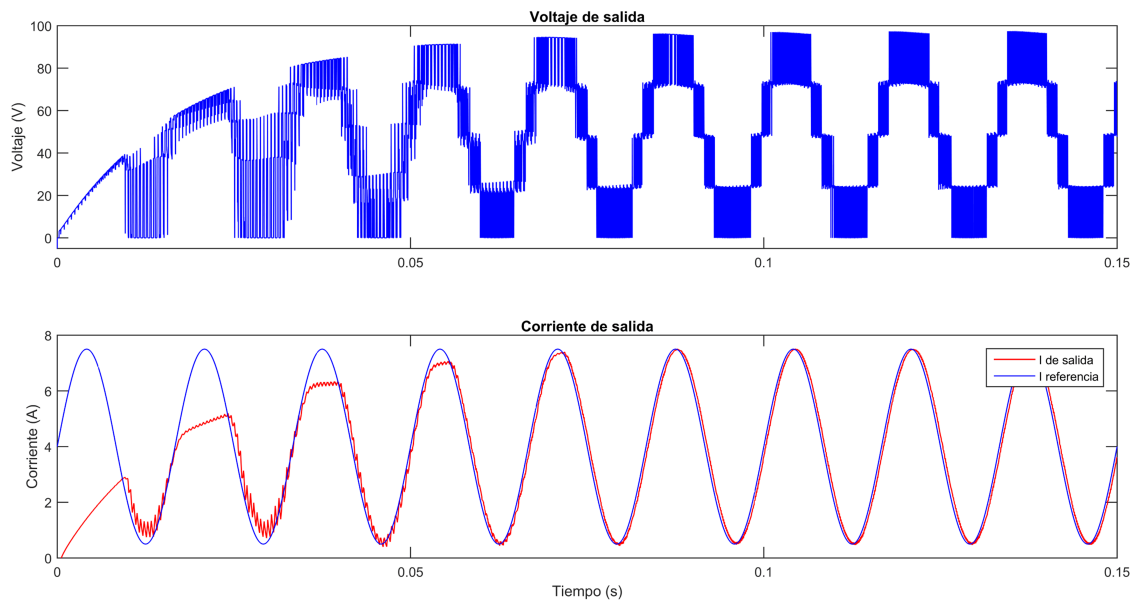 Voltaje de salida
100
80
60
40
20
0
Voltaje (V)
0
0.05
0.1
0.15
Corriente de salida
8
6
4
2
0
Corriente (A)
I de salida
I referencia
0
0.05
0.1
0.15
Tiempo (s)